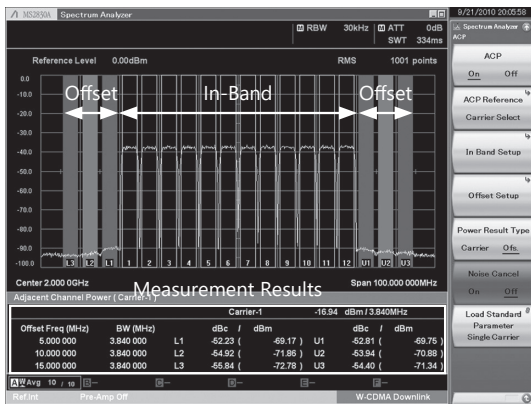 MS2830A Spectrum Analyzer
9/21/2010 20:05:58
M RBW 30kHz M ATT 0dB
SWT 334ms
Reference Level 0.00dBm RMS 1001 points
Spectrum Analyzer
ACP
ACP
On Off
ACP Reference
Carrier Select
In Band Setup
Offset Setup
Power Result Type
Carrier Ofs.
Noise Cancel
On Off
Load Standard
Parameter
Single Carrier
0.0
-10.0
-20.0
-30.0
-40.0
-50.0
-60.0
-70.0
-80.0
-90.0
-100.0
Offset In-Band Offset
L3 L2 L1 1 2 3 4 5 6 7 8 9 10 11 12 U1 U2 U3
Center 2.000 0GHz Span 100.000 000MHz
Measurement Results
Adjacent Channel Power ( Carrier-1 )
Carrier-1 -16.94 dBm / 3.840MHz
Offset Freq (MHz) BW (MHz) dBc / dBm dBc / dBm
5.000 000 3.840 000 L1 -52.23 ( -69.17 ) U1 -52.81 ( -69.75 )
10.000 000 3.840 000 L2 -54.92 ( -71.86 ) U2 -53.94 ( -70.88 )
15.000 000 3.840 000 L3 -55.84 ( -72.78 ) U3 -54.40 ( -71.34 )
A W Avg 10 / 10 B-- C-- D-- E-- F--
Ref.Int Pre-Amp Off W-CDMA Downlink